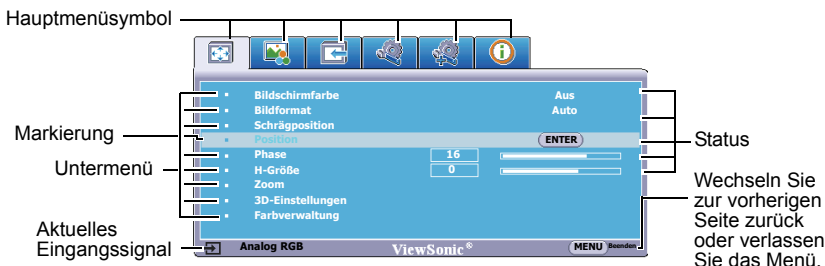 Hauptmenüsymbol
Bildschirmfarbe Aus
Bildformat Auto
Schrägposition
Markierung
Position ENTER
Status
Phase 16
Untermenü
H-Größe 0
Zoom
3D-Einstellungen
Farbverwaltung
Wechseln Sie
zur vorherigen
Seite zurück
oder verlassen
Sie das Menü.
Aktuelles
Eingangssignal
Analog RGB ViewSonic® MENU Beenden